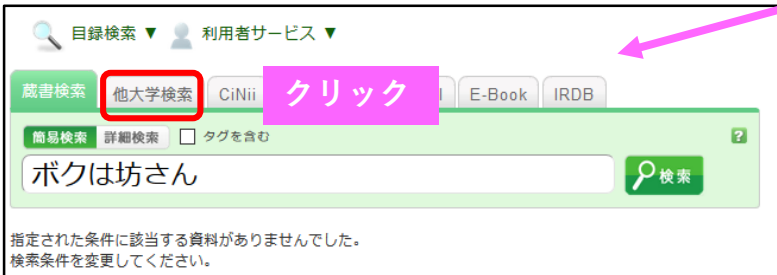 目録検索 ▼ 利用者サービス ▼
蔵書検索 他大学検索 CiNii クリック E-Book IRDB
簡易検索 詳細検索 タグを含む ?
ボクは坊さん 検索
指定された条件に該当する資料がありませんでした。
検索条件を変更してください。